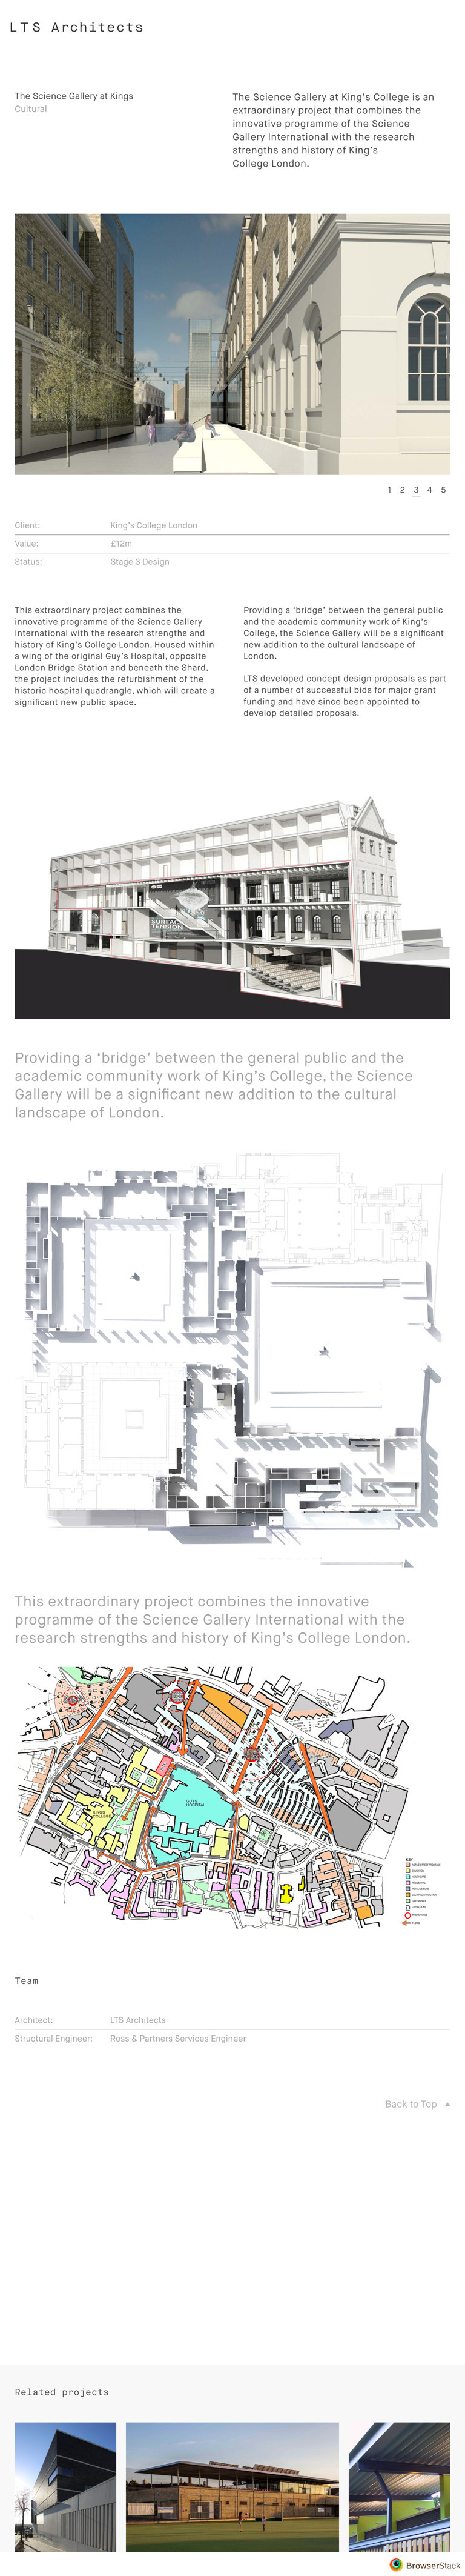 LTS Architects
The Science Gallery at Kings
Cultural
The Science Gallery at King's College is an
extraordinary project that combines the
innovative programme of the Science
Gallery International with the research
strengths and history of King's
College London.
1 2 3 4 5
Client: King's College London
Value: £12m
Status: Stage 3 Design
This extraordinary project combines the
innovative programme of the Science Gallery
International with the research strengths and
history of King's College London. Housed within
a wing of the original Guy's Hospital, opposite
London Bridge Station and beneath the Shard,
the project includes the refurbishment of the
historic hospital quadrangle, which will create a
significant new public space.
Providing a 'bridge' between the general public
and the academic community work of King's
College, the Science Gallery will be a significant
new addition to the cultural landscape of
London.
LTS developed concept design proposals as part
of a number of successful bids for major grant
funding and have since been appointed to
develop detailed proposals.
SURFACE
TENSION
Providing a 'bridge' between the general public and the
academic community work of King's College, the Science
Gallery will be a significant new addition to the cultural
landscape of London.
This extraordinary project combines the innovative
programme of the Science Gallery International with the
research strengths and history of King's College London.
GUYS
HOSPITAL
KINGS
COLLEGE
KEY
Team
Architect: LTS Architects
Structural Engineer: Ross & Partners Services Engineer
Back to Top ▲
Related projects
BrowserStack